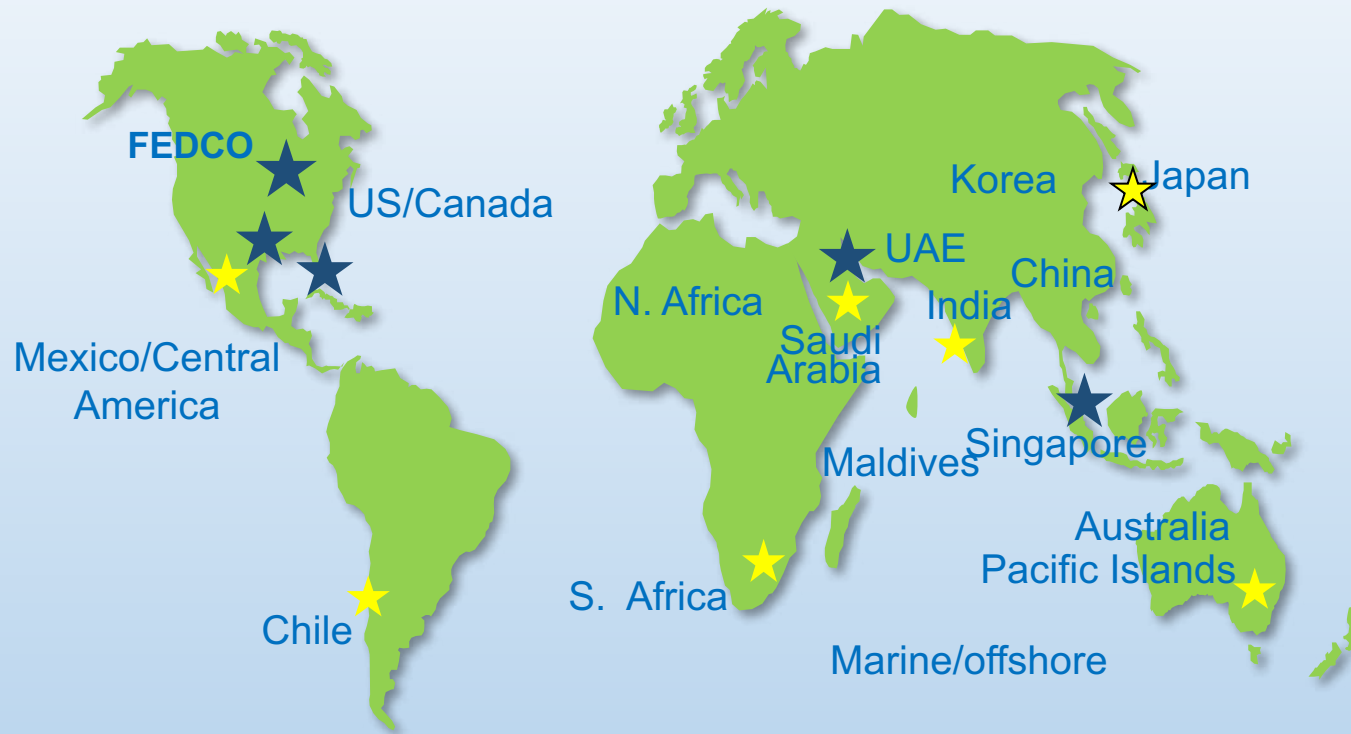 FEDCO
US/Canada
Mexico/Central
America
Chile
Korea
Japan
UAE
China
N. Africa
India
Saudi
Arabia
Singapore
Maldives
Australia
Pacific Islands
S. Africa
Marine/offshore